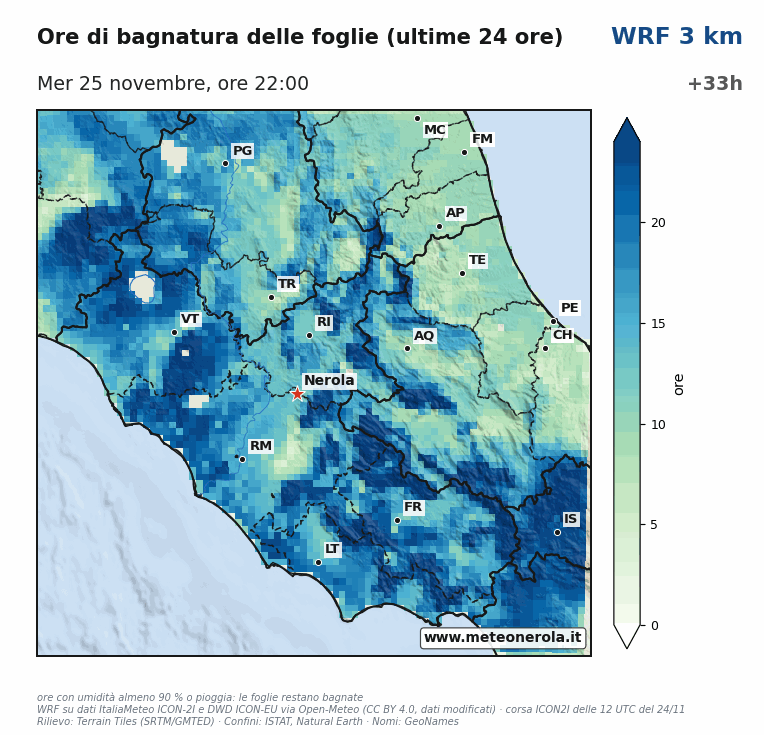 Ore di bagnatura delle foglie (ultime 24 ore)
WRF 3 km
Mer 25 novembre, ore 22:00
+33h
MC
FM
PG
AP
TE
TR
PE
VT
RI
CH
AQ
Nerola
RM
FR
IS
LT
www.meteonerola.it
20
15
10
5
0
ore
ore con umidità almeno 90 % o pioggia: le foglie restano bagnate
WRF su dati ItaliaMeteo ICON-2I e DWD ICON-EU via Open-Meteo (CC BY 4.0, dati modificati) · corsa ICON2I delle 12 UTC del 24/11
Rilievo: Terrain Tiles (SRTM/GMTED) · Confini: ISTAT, Natural Earth · Nomi: GeoNames